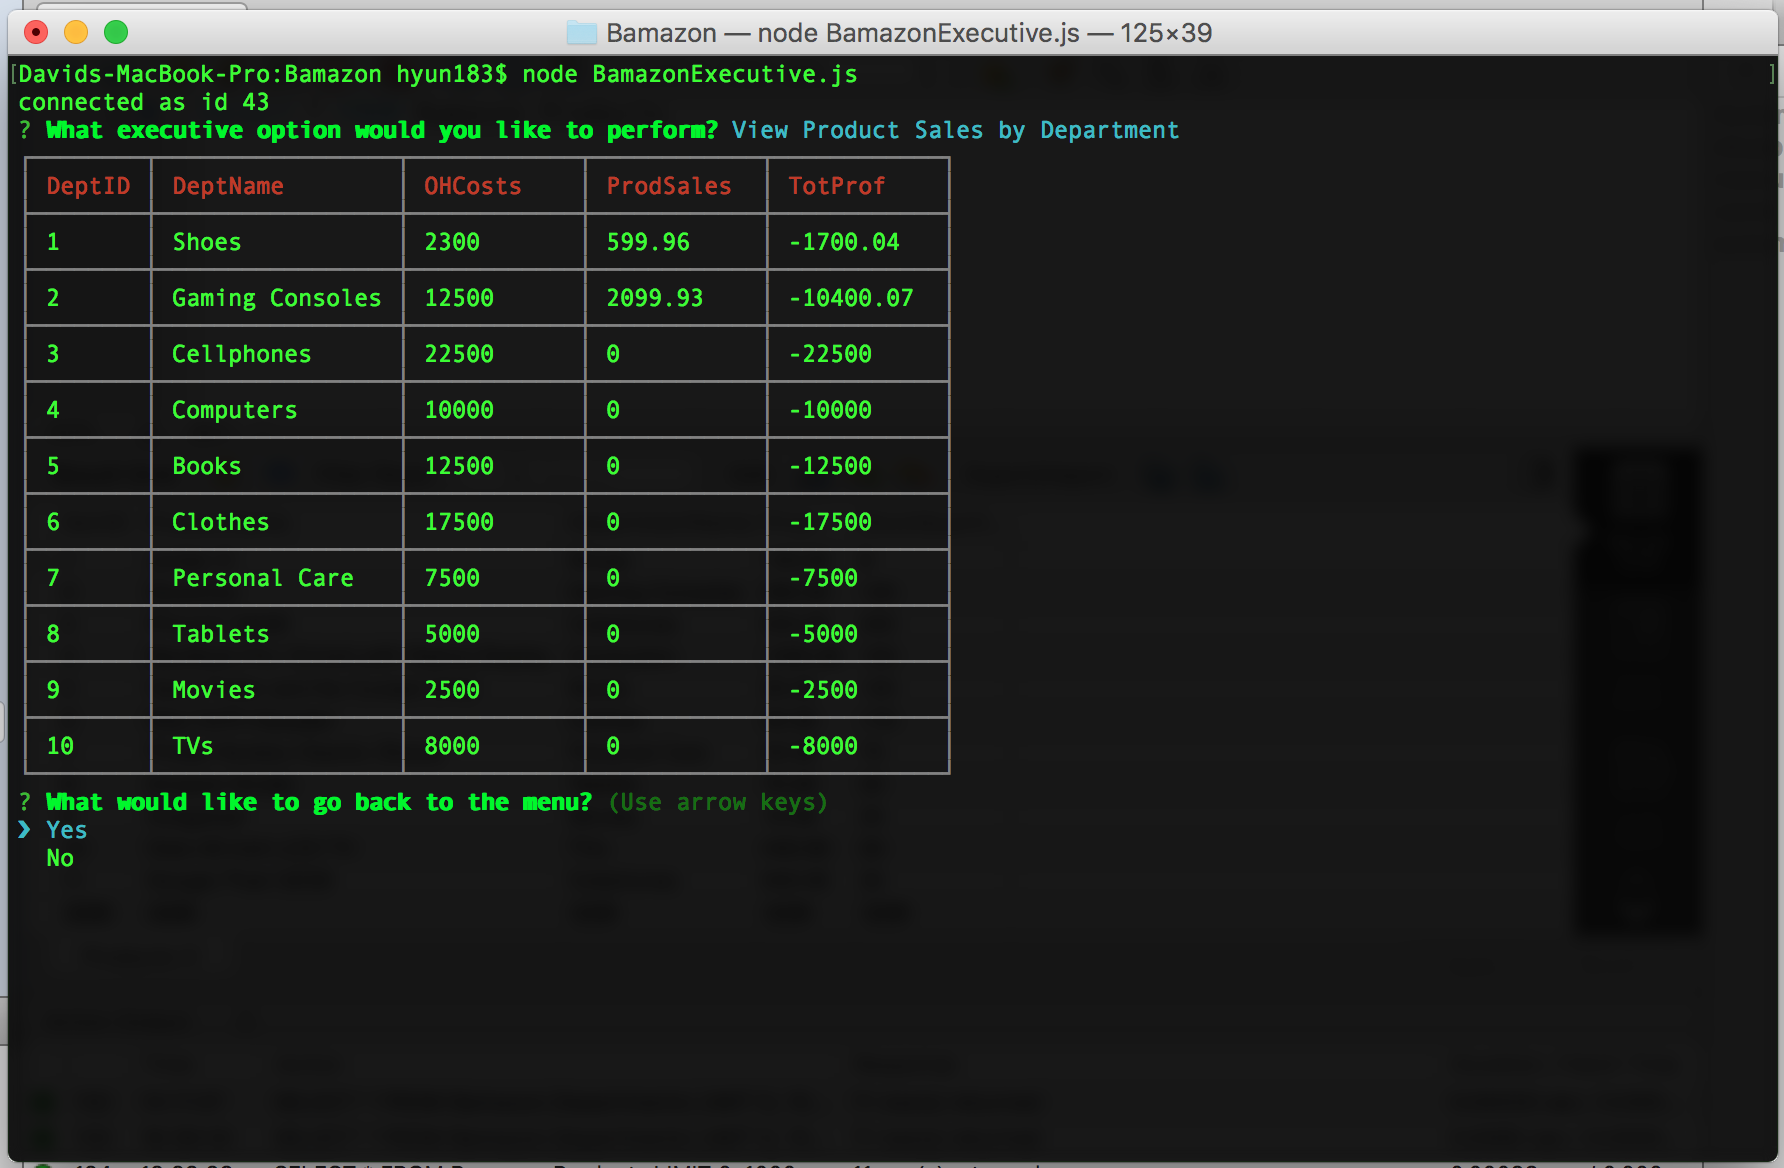 Bamazon — node BamazonExecutive.js — 125×39
[Davids-MacBook-Pro:Bamazon hyun183$ node BamazonExecutive.js ]
connected as id 43
? What executive option would you like to perform? View Product Sales by Department
DeptID DeptName OHCosts ProdSales TotProf
1 Shoes 2300 599.96 -1700.04
2 Gaming Consoles 12500 2099.93 -10400.07
3 Cellphones 22500 0 -22500
4 Computers 10000 0 -10000
5 Books 12500 0 -12500
6 Clothes 17500 0 -17500
7 Personal Care 7500 0 -7500
8 Tablets 5000 0 -5000
9 Movies 2500 0 -2500
10 TVs 8000 0 -8000
? What would like to go back to the menu? (Use arrow keys)
❯ Yes
No